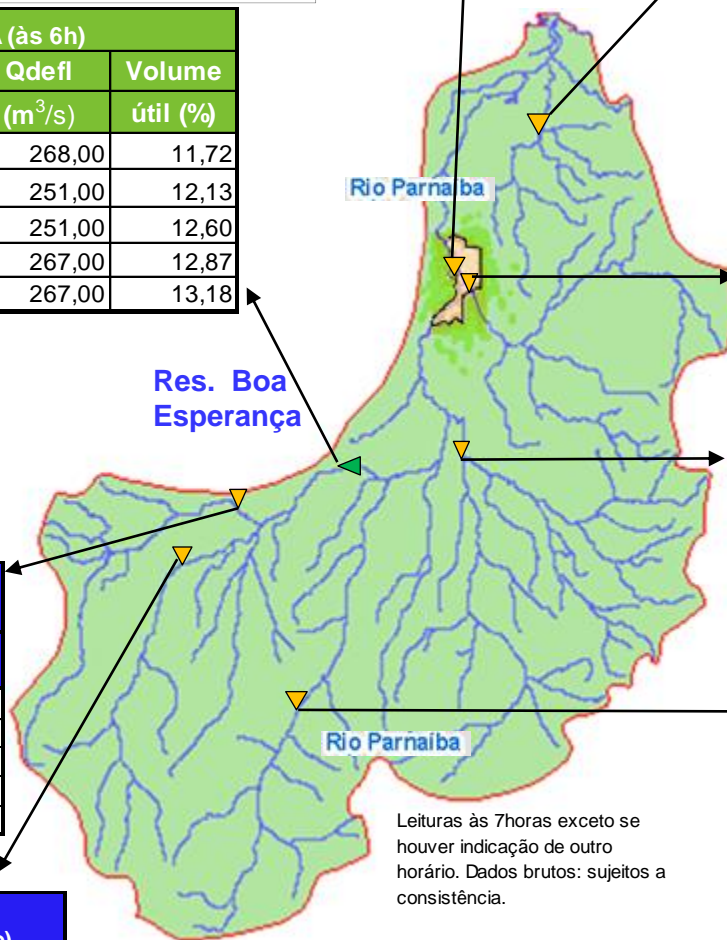 (às 6h)
Qdefl Volume
(m³/s) útil (%)
268,00 11,72
251,00 12,13
251,00 12,60
267,00 12,87
267,00 13,18
Rio Parnaíba
Res. Boa
Esperança
Rio Parnaíba
Leituras às 7horas exceto se
houver indicação de outro
horário. Dados brutos: sujeitos a
consistência.